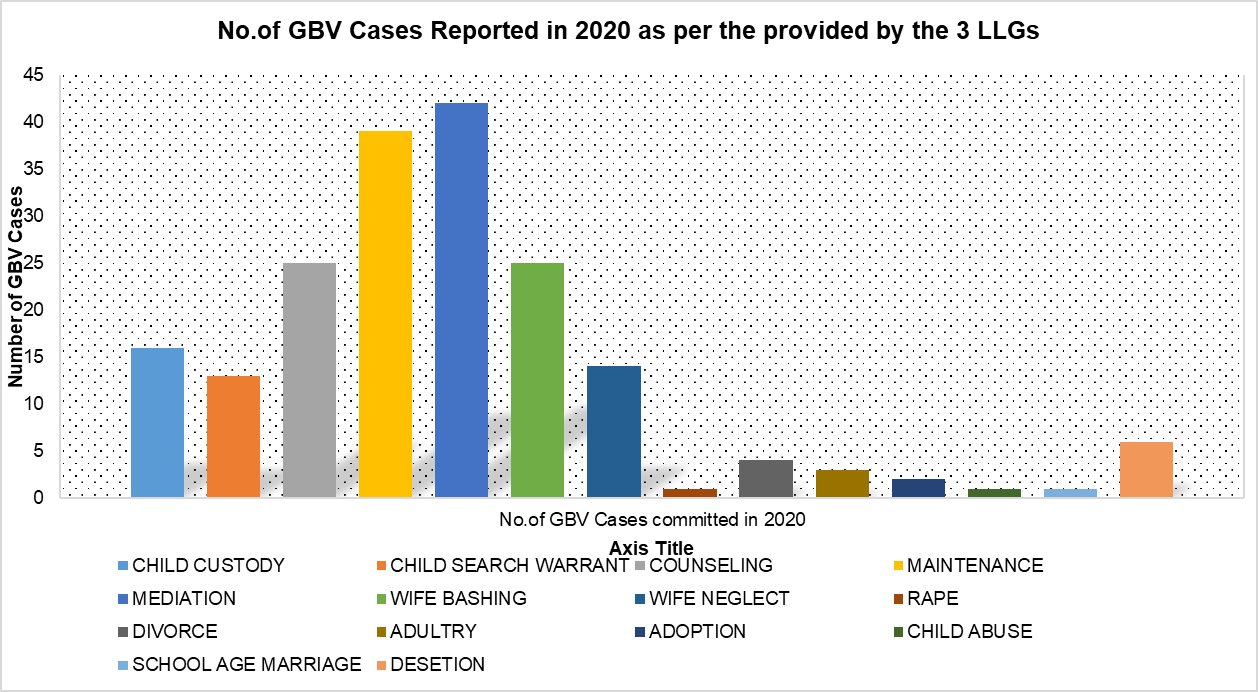 No.of GBV Cases Reported in 2020 as per the provided by the 3 LLGs
Number of GBV Cases
45
40
35
30
25
20
15
10
5
0
No.of GBV Cases committed in 2020
Axis Title
CHILD CUSTODY CHILD SEARCH WARRANT COUNSELING MAINTENANCE
MEDIATION WIFE BASHING WIFE NEGLECT RAPE
DIVORCE ADULTRY ADOPTION CHILD ABUSE
SCHOOL AGE MARRIAGE DESETION